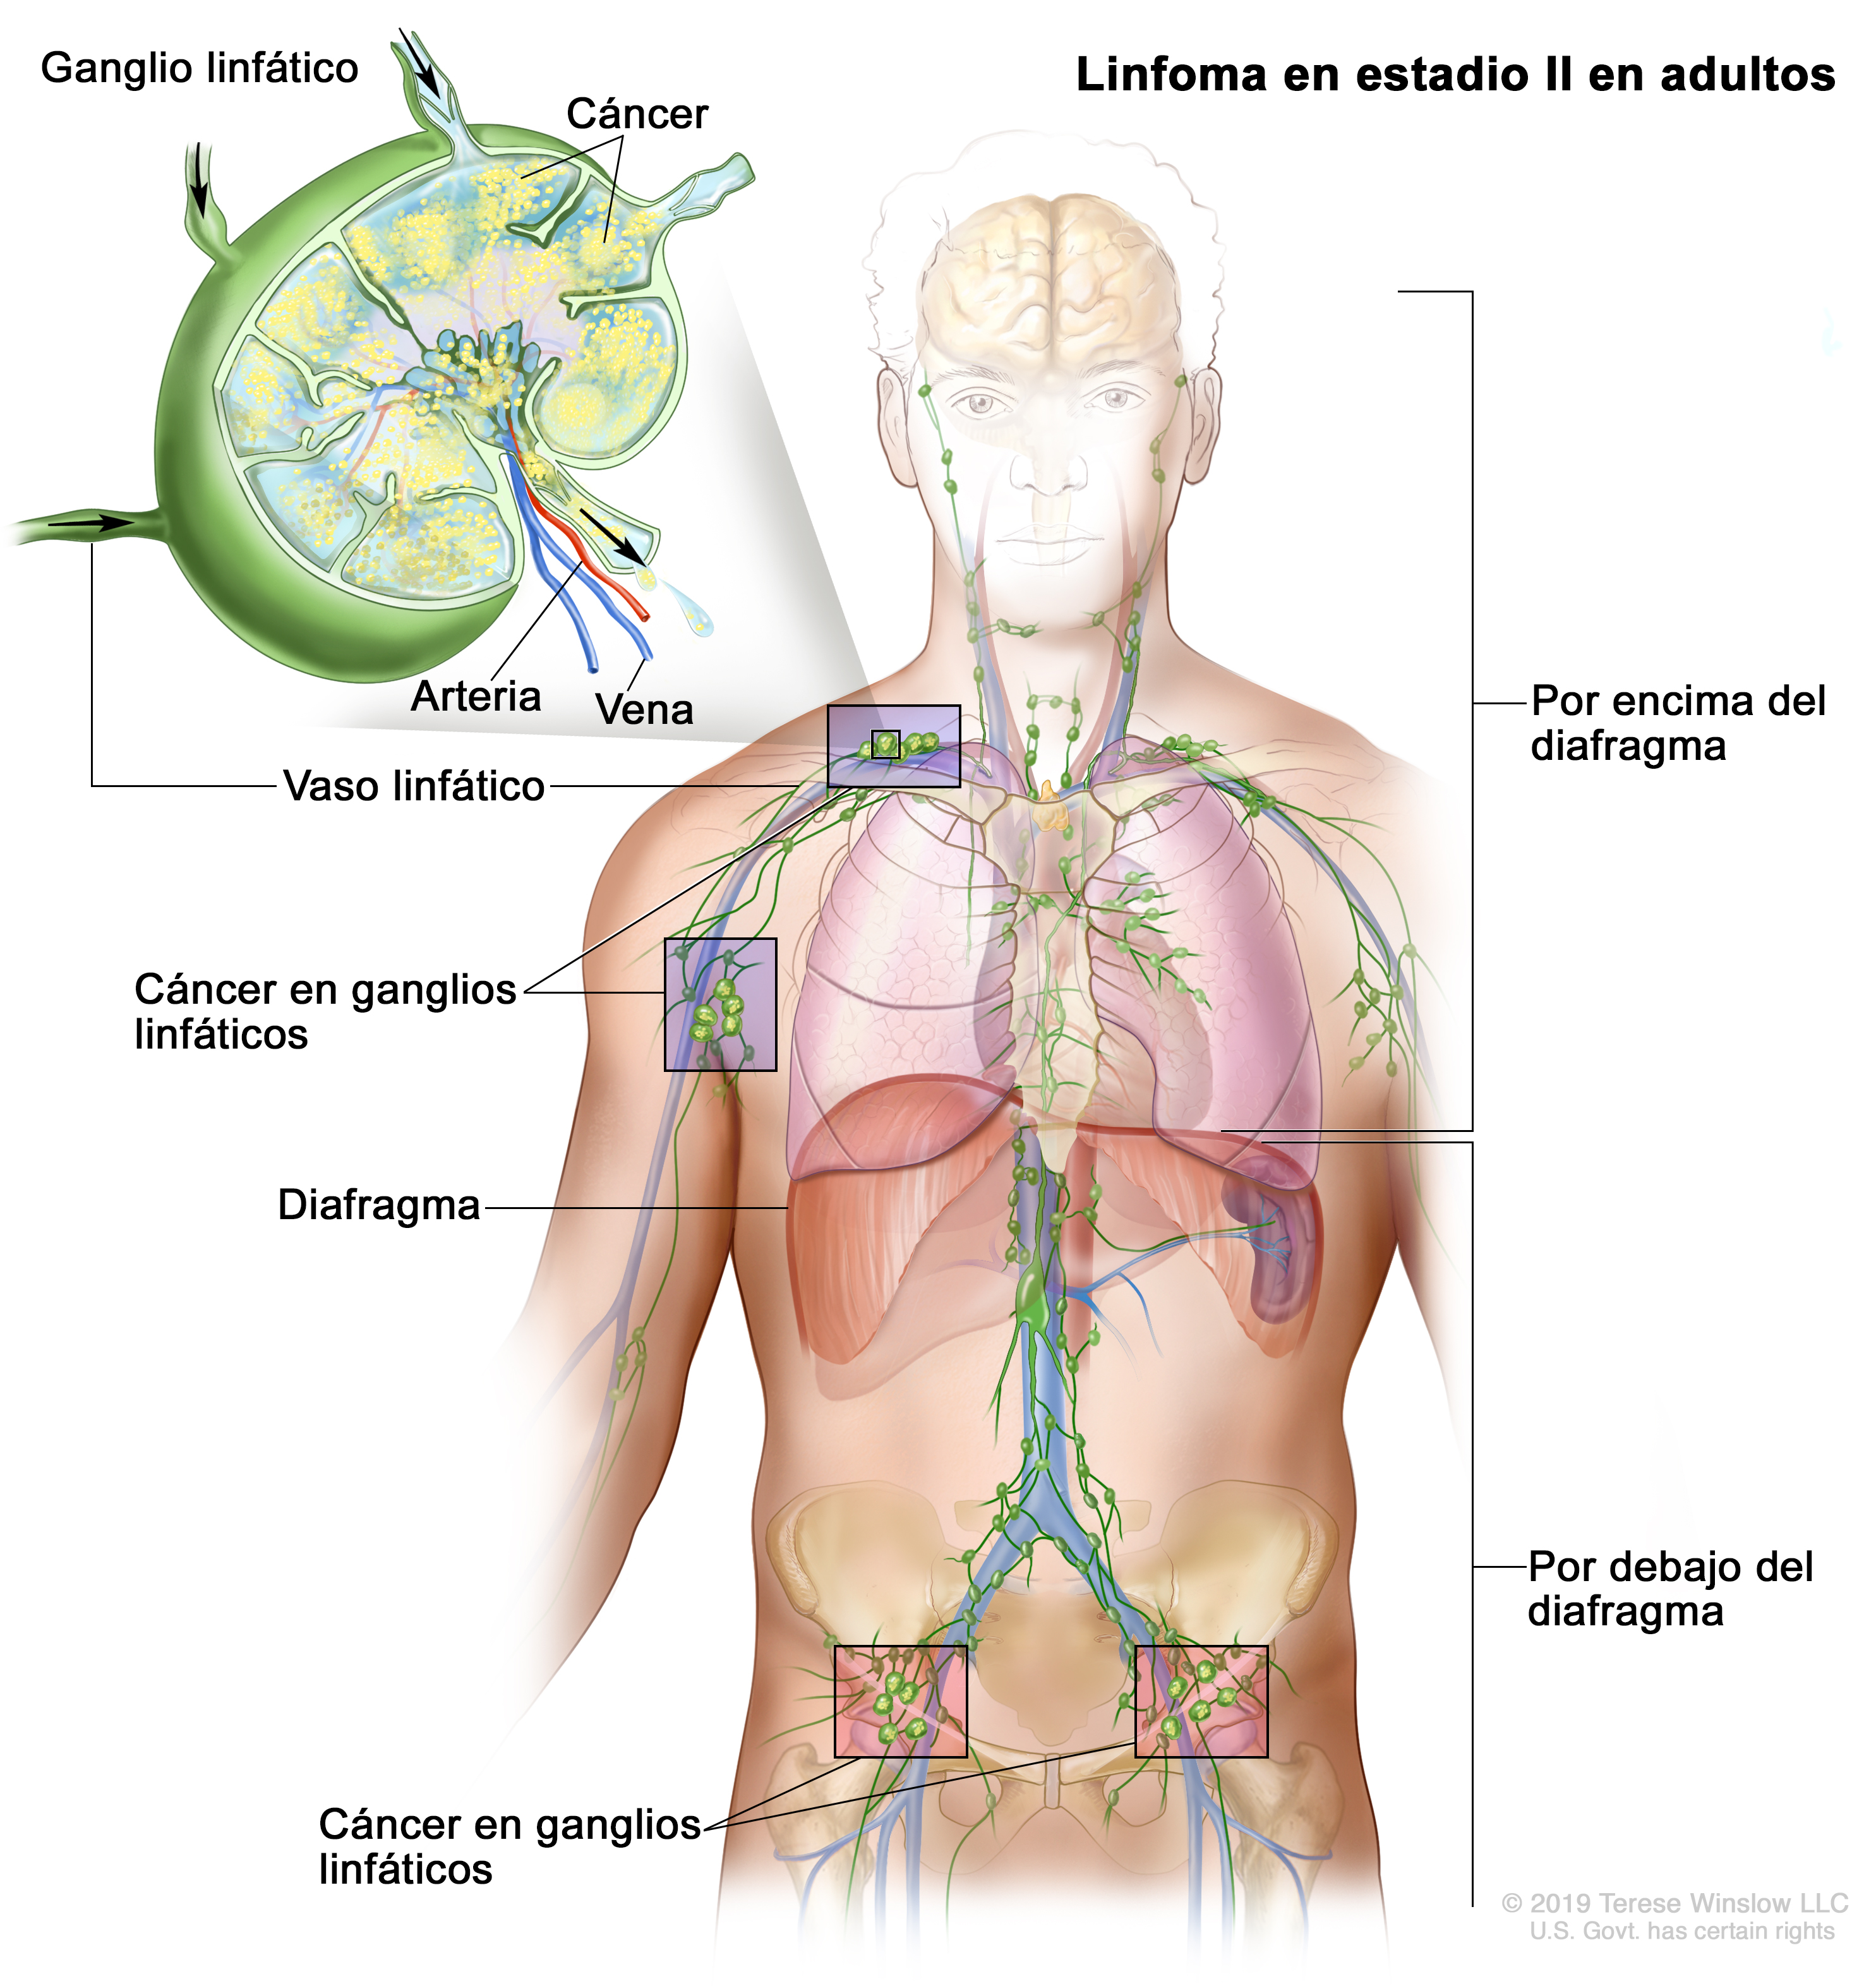 Linfoma en estadio II en adultos
Ganglio linfático
Cáncer
Arteria
Vena
Vaso linfático
Por encima del
diafragma
Cáncer en ganglios
linfáticos
Diafragma
Por debajo del
diafragma
Cáncer en ganglios
linfáticos
© 2019 Terese Winslow LLC
U.S. Govt. has certain rights